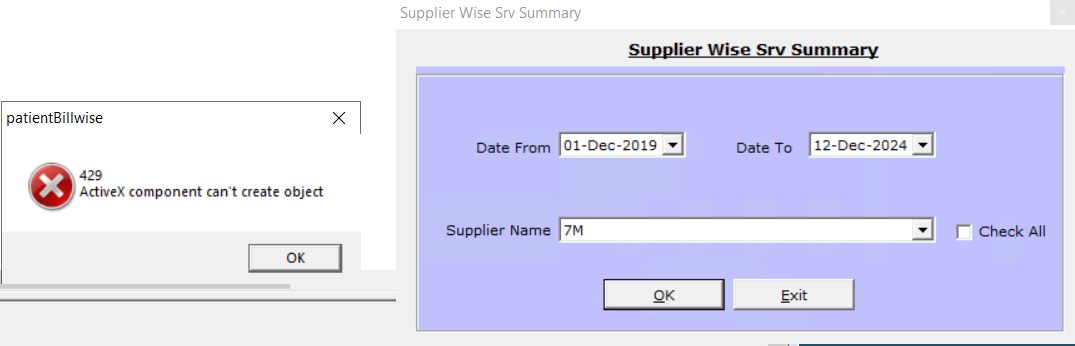 Supplier Wise Srv Summary
Supplier Wise Srv Summary
patientBillwise
429
ActiveX component can't create object
OK
Date From 01-Dec-2019 Date To 12-Dec-2024
Supplier Name 7M Check All
OK Exit